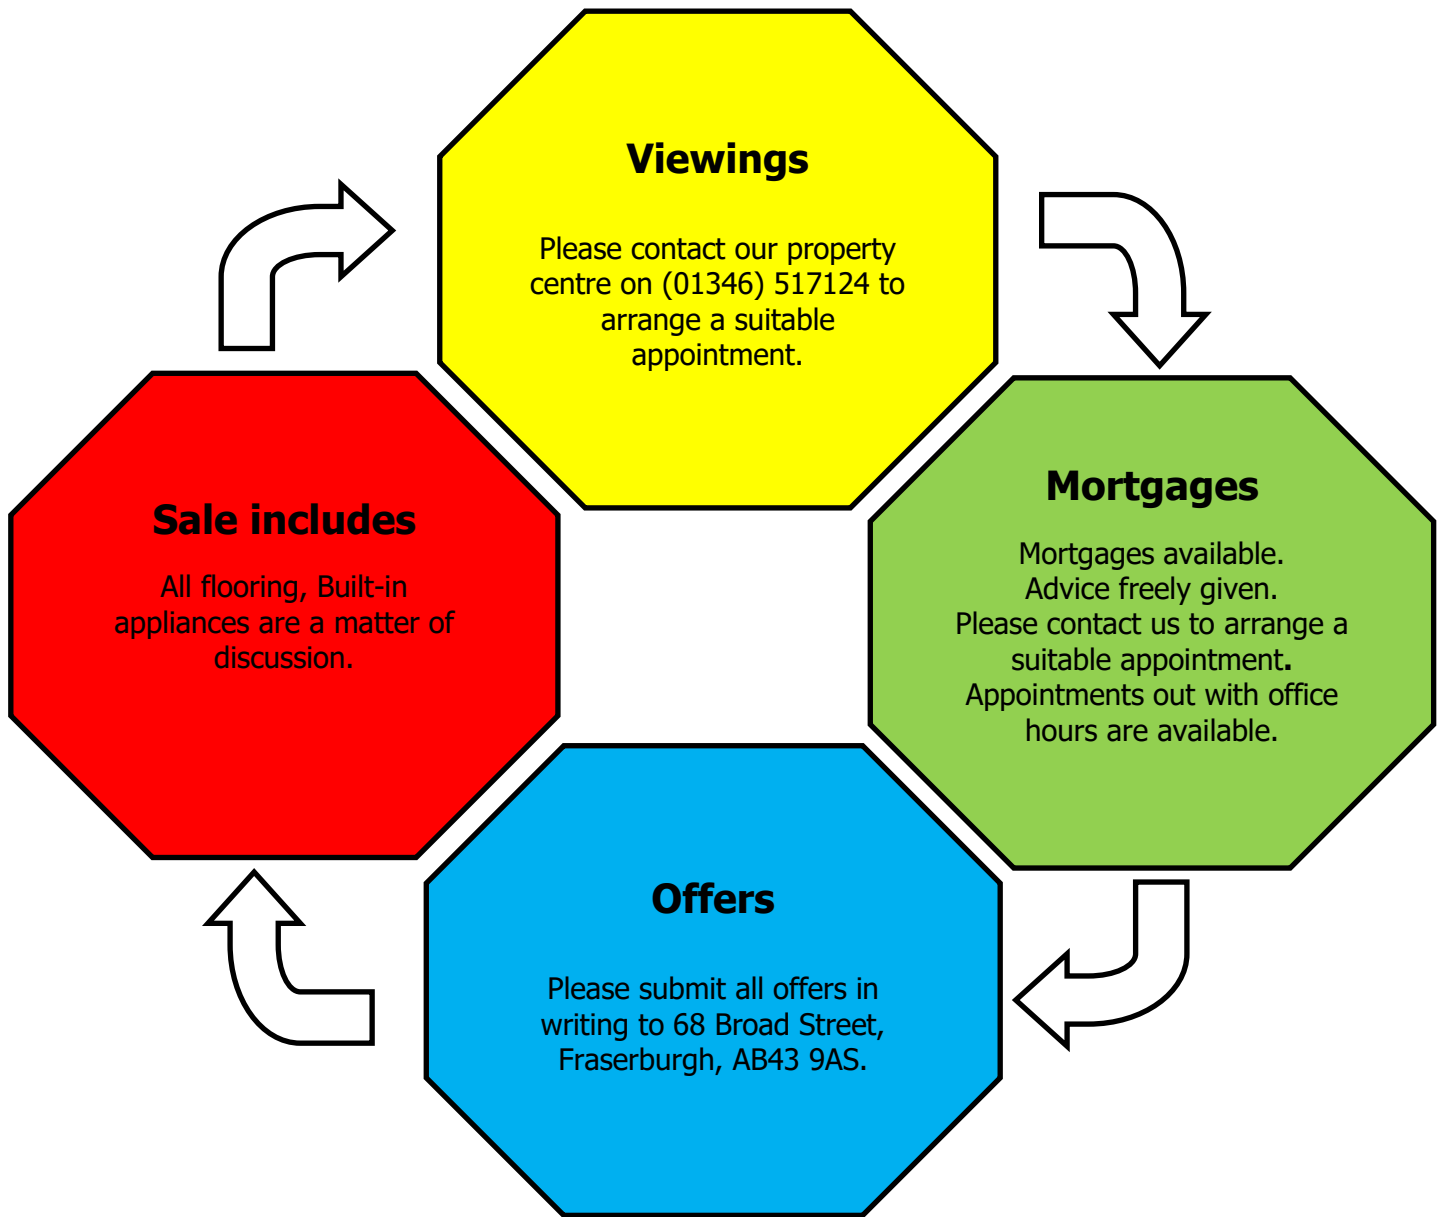 Viewings
Please contact our property
centre on (01346) 517124 to
arrange a suitable
appointment.
Mortgages
Mortgages available.
Advice freely given.
Please contact us to arrange a
suitable appointment.
Appointments out with office
hours are available.
Offers
Please submit all offers in
writing to 68 Broad Street,
Fraserburgh, AB43 9AS.
Sale includes
All flooring, Built-in
appliances are a matter of
discussion.